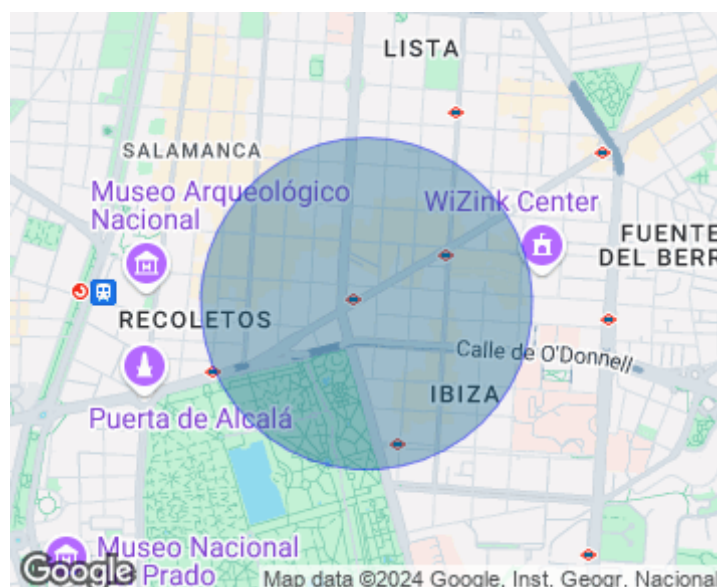 LISTA
SALAMANCA
Museo Arqueológico
Nacional
WiZink Center
FUENTE
DEL BERR
RECOLETOS
Calle de O'Donnell
IBIZA
Puerta de Alcalá
Museo Nacional
Prado
Google
Map data ©2024 Google, Inst. Geogr. Nacional